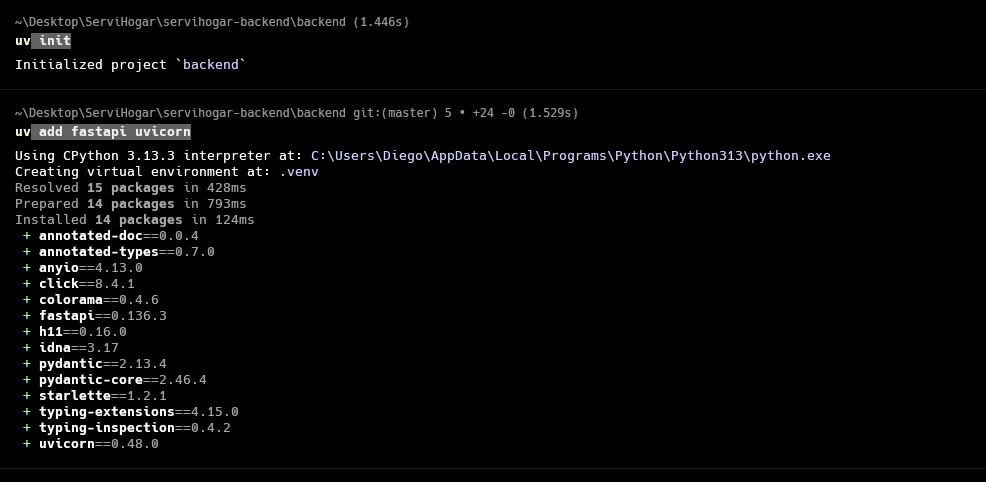 ~\Desktop\ServiHogar\servihogar-backend\backend (1.446s)
uv init
Initialized project `backend`
~\Desktop\ServiHogar\servihogar-backend\backend git:(master) 5 • +24 -0 (1.529s)
uv add fastapi uvicorn
Using CPython 3.13.3 interpreter at: C:\Users\Diego\AppData\Local\Programs\Python\Python313\python.exe
Creating virtual environment at: .venv
Resolved 15 packages in 428ms
Prepared 14 packages in 793ms
Installed 14 packages in 124ms
+ annotated-doc==0.0.4
+ annotated-types==0.7.0
+ anyio==4.13.0
+ click==8.4.1
+ colorama==0.4.6
+ fastapi==0.136.3
+ h11==0.16.0
+ idna==3.17
+ pydantic==2.13.4
+ pydantic-core==2.46.4
+ starlette==1.2.1
+ typing-extensions==4.15.0
+ typing-inspection==0.4.2
+ uvicorn==0.48.0